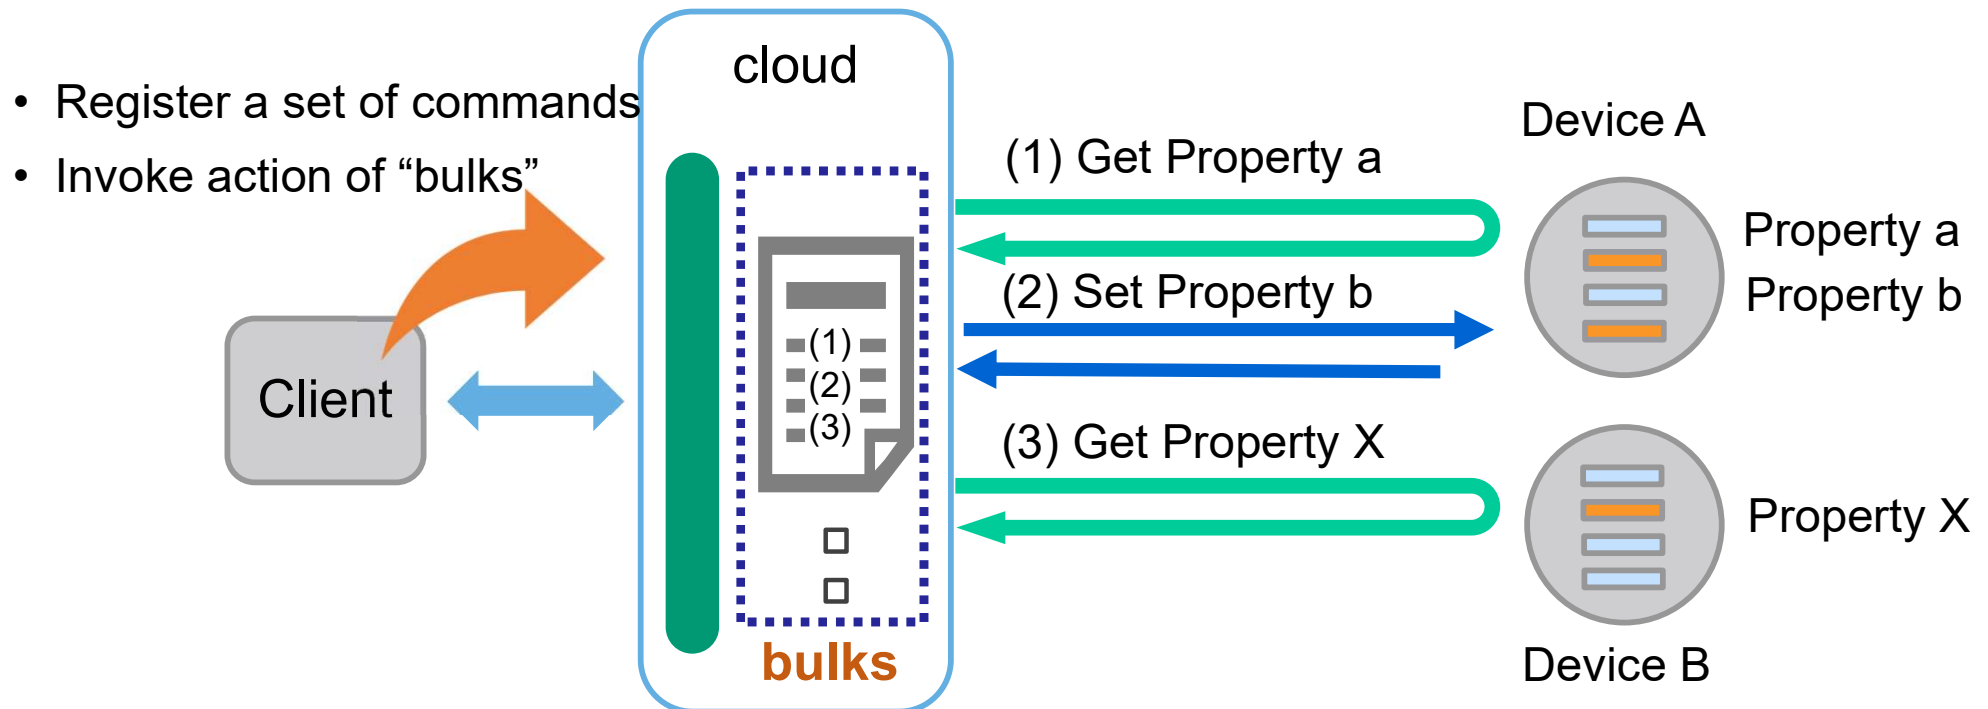 • Register a set of commands
• Invoke action of “bulks”
Client
cloud
(1)
(2)
(3)
bulks
(1) Get Property a
(2) Set Property b
(3) Get Property X
Device A
Property a
Property b
Property X
Device B